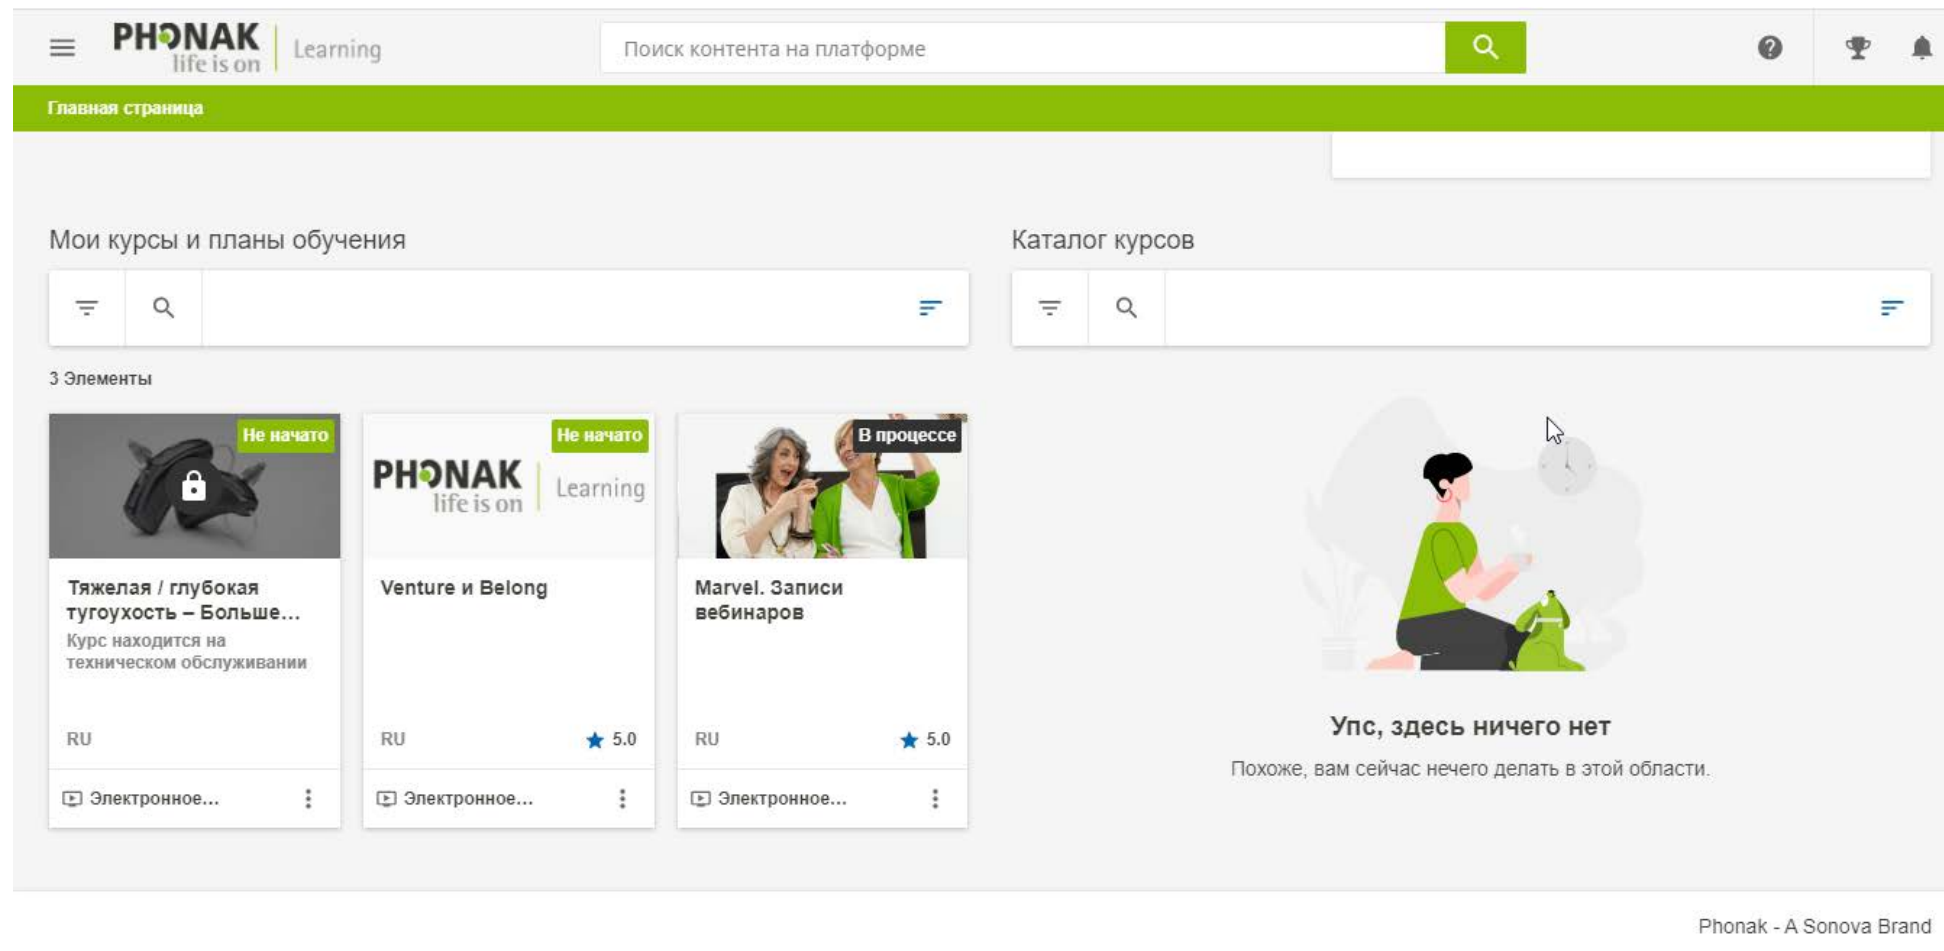 PHONAK
life is on
Learning
Поиск контента на платформе
Главная страница
Мои курсы и планы обучения
Каталог курсов
3 Элементы
Не начато
Тяжелая / глубокая
тугоухость – Больше...
Курс находится на
техническом обслуживании
RU
Электронное...
Не начато
PHONAK
life is on
Learning
Venture и Belong
RU
5.0
Электронное...
В процессе
Marvel. Записи
вебинаров
RU
5.0
Электронное...
Упс, здесь ничего нет
Похоже, вам сейчас нечего делать в этой области.
Phonak - A Sonova Brand